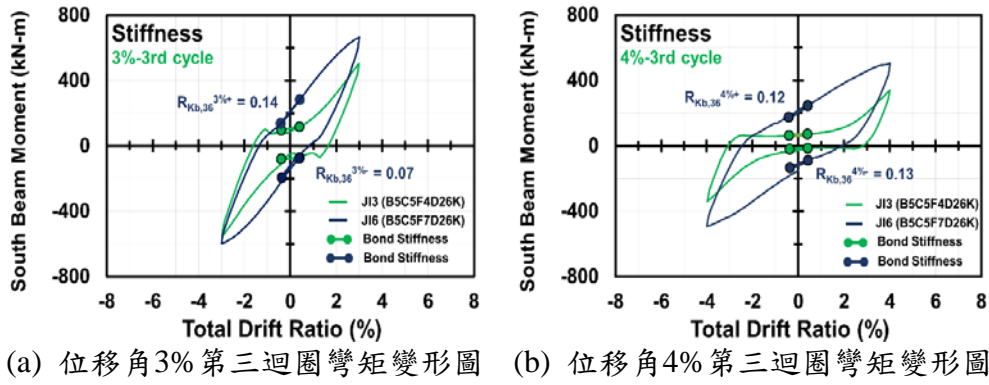 Stiffness
3%-3rd cycle
R_Kb,36^3%+ = 0.14
R_Kb,36^3%- = 0.07
JI3 (B5C5F4D26K)
JI6 (B5C5F7D26K)
Bond Stiffness
Bond Stiffness
South Beam Moment (kN-m)
800
400
0
-400
-800
-8 -6 -4 -2 0 2 4 6 8
Total Drift Ratio (%)
(a) 位移角3%第三迴圈彎矩變形圖
Stiffness
4%-3rd cycle
R_Kb,36^4%+ = 0.12
R_Kb,36^4%- = 0.13
JI3 (B5C5F4D26K)
JI6 (B5C5F7D26K)
Bond Stiffness
Bond Stiffness
South Beam Moment (kN-m)
800
400
0
-400
-800
-8 -6 -4 -2 0 2 4 6 8
Total Drift Ratio (%)
(b) 位移角4%第三迴圈彎矩變形圖